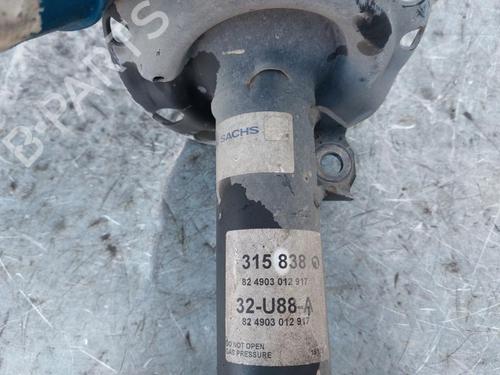 B-PARTS
SACHS
315 838
82 4903 012 917
32-U88-A
82 4903 012 917
DO NOT OPEN
GAS PRESSURE